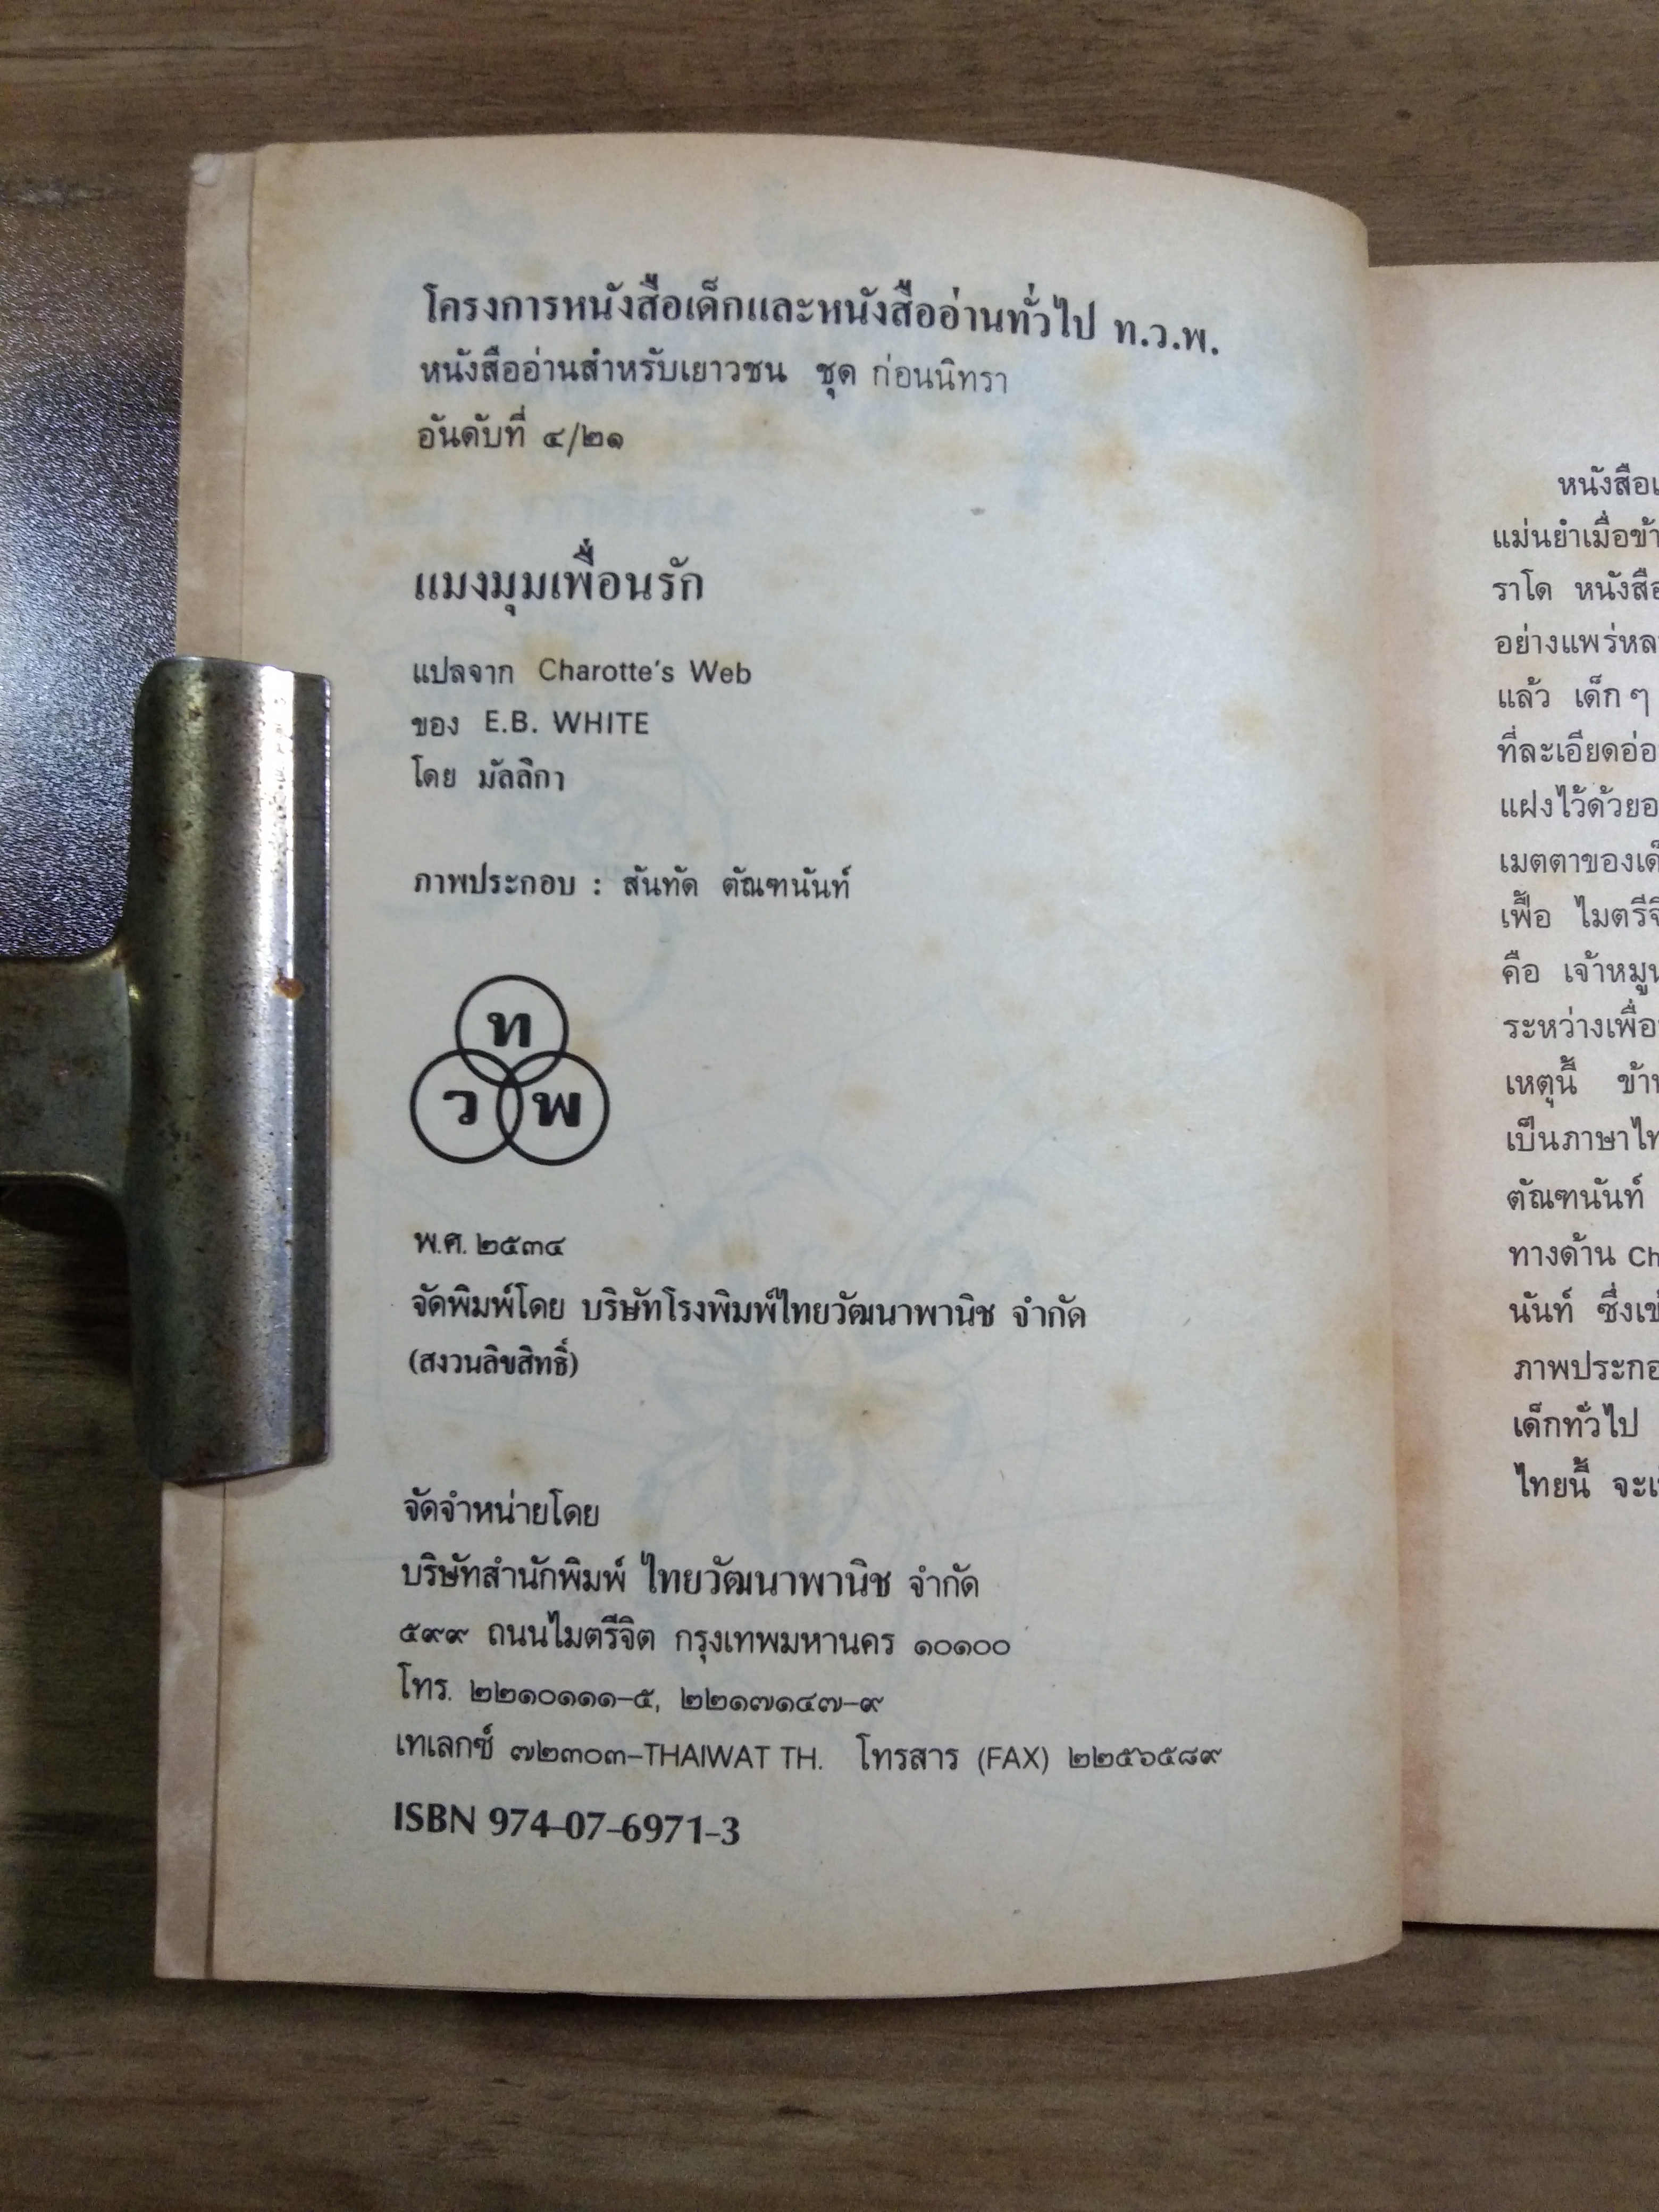 โครงการหนังสือเด็กและหนังสืออ่านทั่วไป ท.ว.พ.
หนังสืออ่านสำหรับเยาวชน ชุด ก่อนนิทรา
อันดับที่ ๔/๒๑
แมงมุมเพื่อนรัก
แปลจาก Charotte's Web
ของ E.B. WHITE
โดย มัลลิกา
ภาพประกอบ : สันทัด ตัณฑนันท์
ท
ว พ
พ.ศ. ๒๕๓๔
จัดพิมพ์โดย บริษัทโรงพิมพ์ไทยวัฒนาพานิช จำกัด
(สงวนลิขสิทธิ์)
จัดจำหน่ายโดย
บริษัทสำนักพิมพ์ ไทยวัฒนาพานิช จำกัด
๕๙๙ ถนนไมตรีจิต กรุงเทพมหานคร ๑๐๑๐๐
โทร. ๒๒๑๐๑๑๑-๕, ๒๒๑๗๑๔๗-๙
เทเลกซ์ ๗๒๓๐๓-THAIWAT TH. โทรสาร (FAX) ๒๒๕๖๕๘๙
ISBN 974-07-6971-3
หนังสือเ
แม่นยำเมื่อข้า
ราโด หนังสือ
อย่างแพร่หล
แล้ว เด็กๆ
ที่ละเอียดอ่อ
แฝงไว้ด้วยอ
เมตตาของเด็
เฟื้อ ไมตรีจิ
คือ เจ้าหมู
ระหว่างเพื่อ
เหตุนี้ ข้า
เป็นภาษาไท
ตัณฑนันท์
ทางด้าน Ch
นันท์ ซึ่งเข้
ภาพประกอ
เด็กทั่วไป
ไทยนี้ จะเ